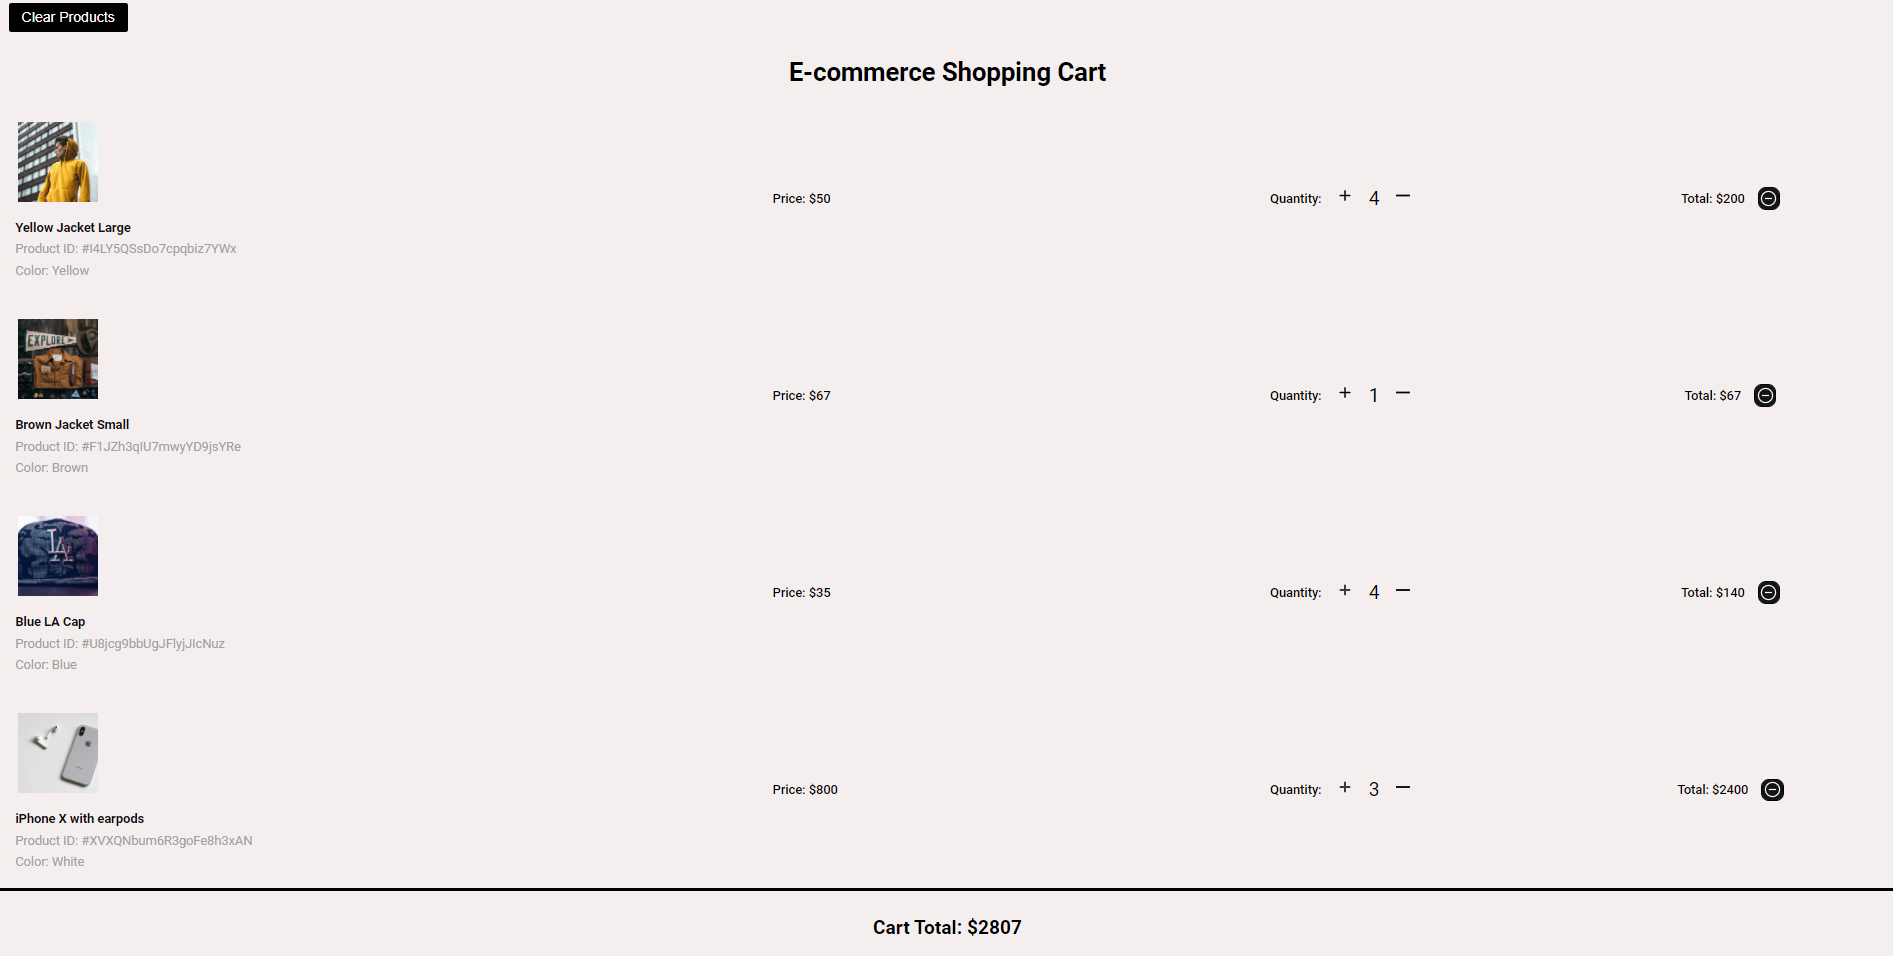 Clear Products
E-commerce Shopping Cart
Price: $50
Quantity: + 4 −
Total: $200
Yellow Jacket Large
Product ID: #I4LY5QSsDo7cpqbiz7YWx
Color: Yellow
EXPLORE
Price: $67
Quantity: + 1 −
Total: $67
Brown Jacket Small
Product ID: #F1JZh3qIU7mwyYD9jsYRe
Color: Brown
LA
Price: $35
Quantity: + 4 −
Total: $140
Blue LA Cap
Product ID: #U8jcg9bbUgJFlyjJIcNuz
Color: Blue
Price: $800
Quantity: + 3 −
Total: $2400
iPhone X with earpods
Product ID: #XVXQNbum6R3goFe8h3xAN
Color: White
Cart Total: $2807